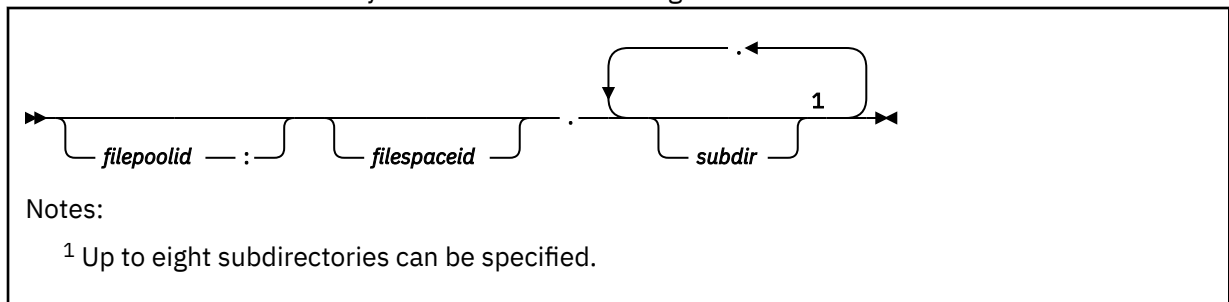 .
1
.
filepoolid :
filespaceid
subdir
Notes:
1 Up to eight subdirectories can be specified.